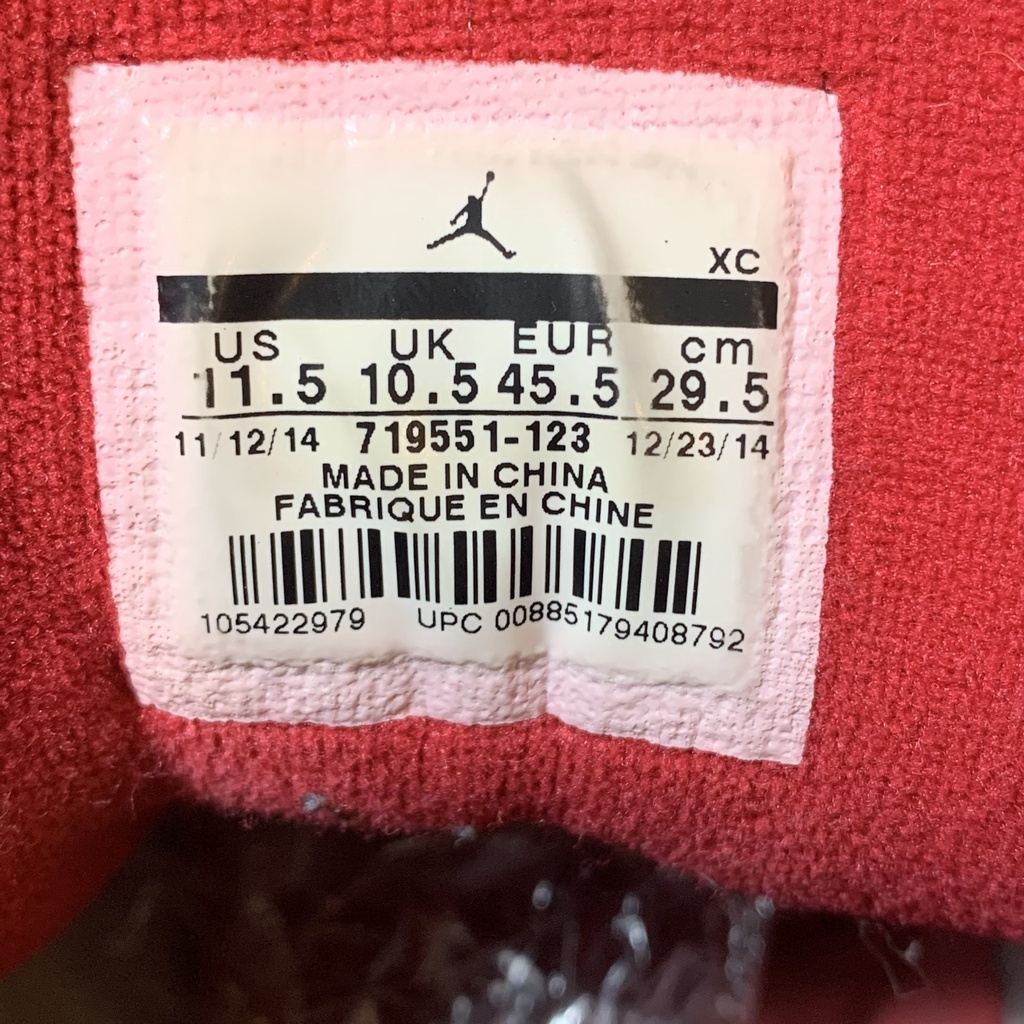 XC
US UK EUR cm
11.5 10.5 45.5 29.5
11/12/14 719551-123 12/23/14
MADE IN CHINA
FABRIQUE EN CHINE
105422979 UPC 00885179408792